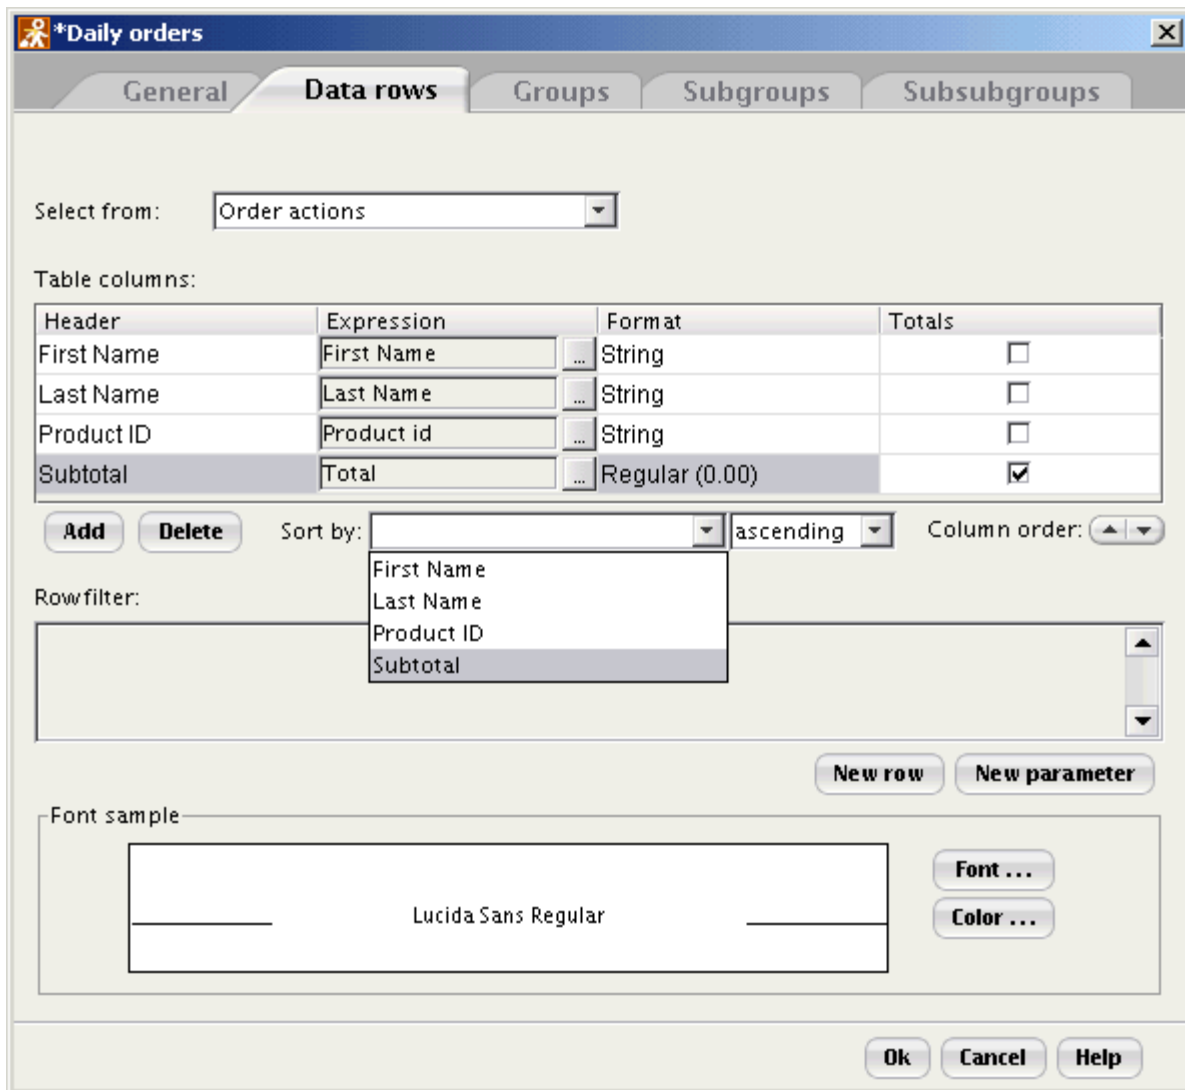 *Daily orders
General Data rows Groups Subgroups Subsubgroups
Select from: Order actions
Table columns:
Header Expression Format Totals
First Name First Name ... String
Last Name Last Name ... String
Product ID Product id ... String
Subtotal Total ... Regular (0.00)
Add Delete Sort by: ascending Column order:
First Name
Last Name
Product ID
Subtotal
Row filter:
New row New parameter
Font sample
Lucida Sans Regular
Font ...
Color ...
Ok Cancel Help